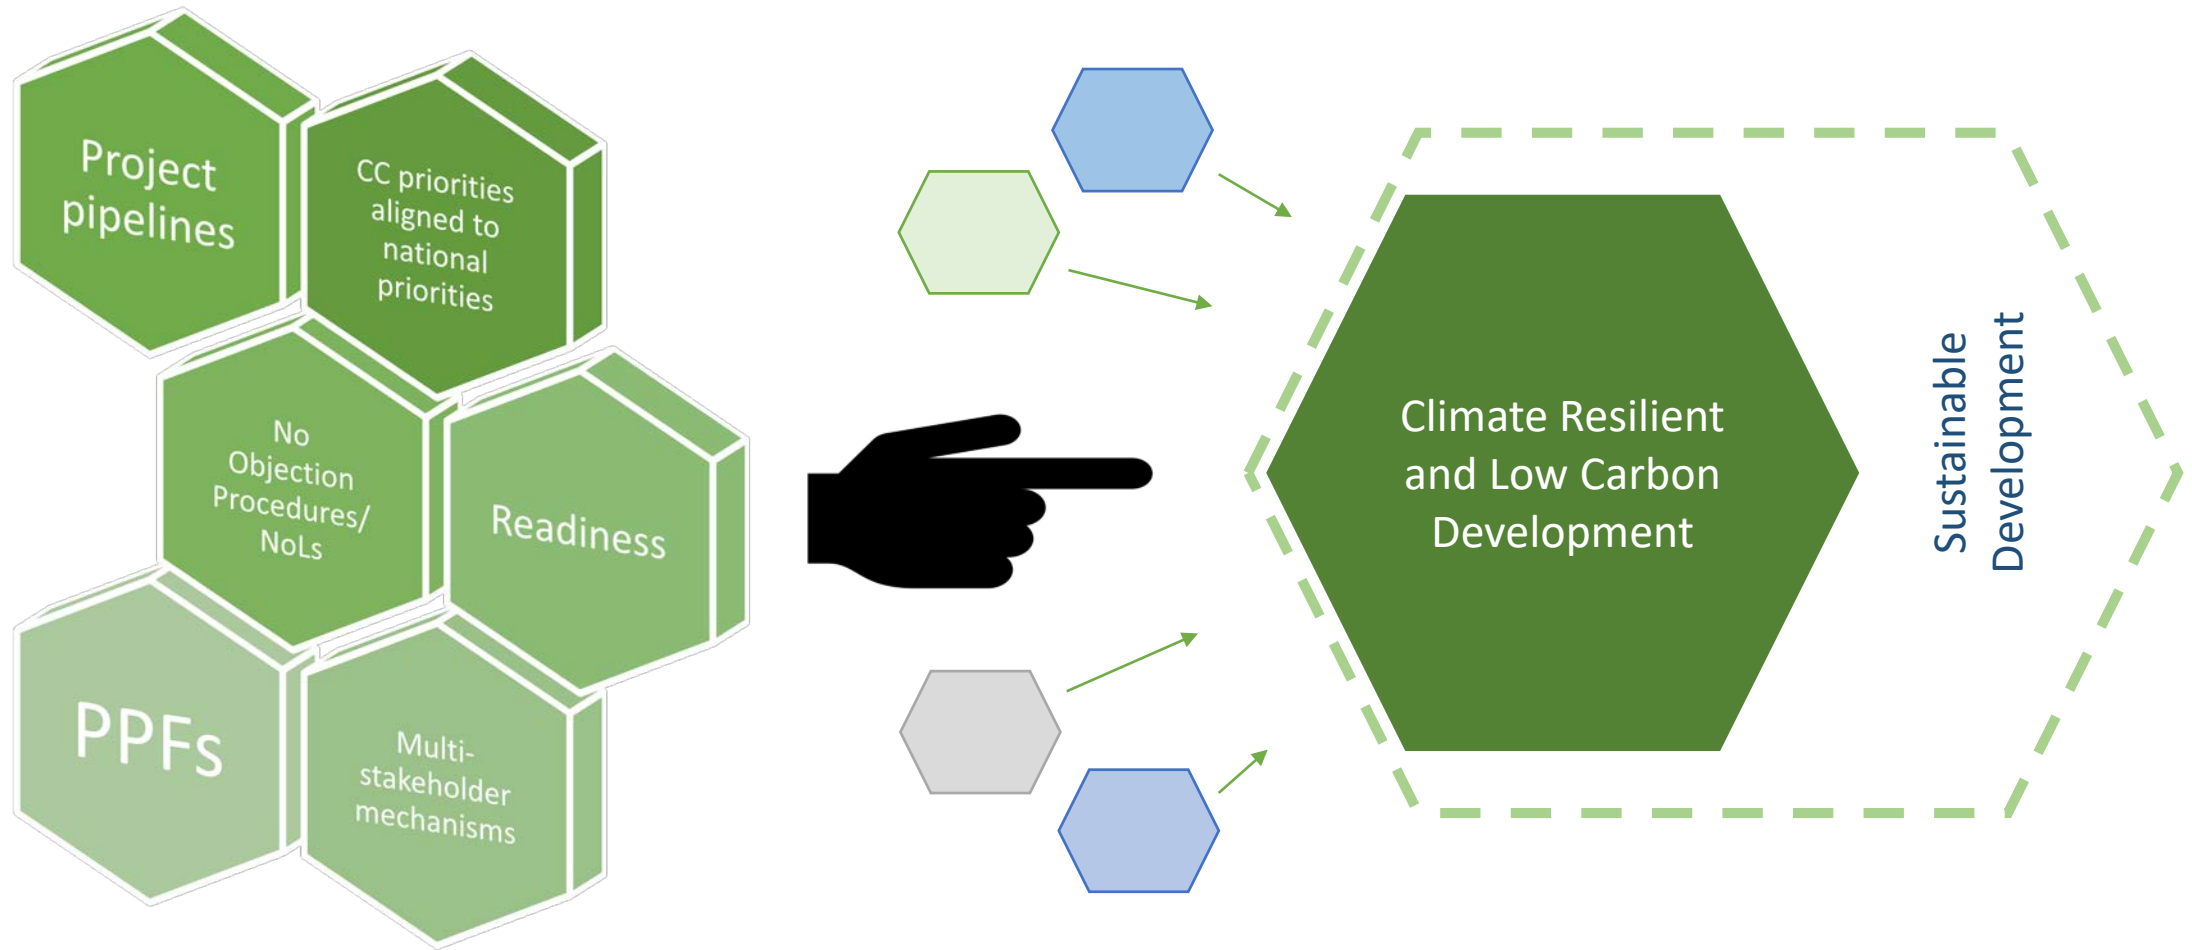 Project
pipelines
CC priorities
aligned to
national
priorities
No
Objection
Procedures/
NoLs
Readiness
PPFs
Multi-
stakeholder
mechanisms
Climate Resilient
and Low Carbon
Development
Sustainable
Development